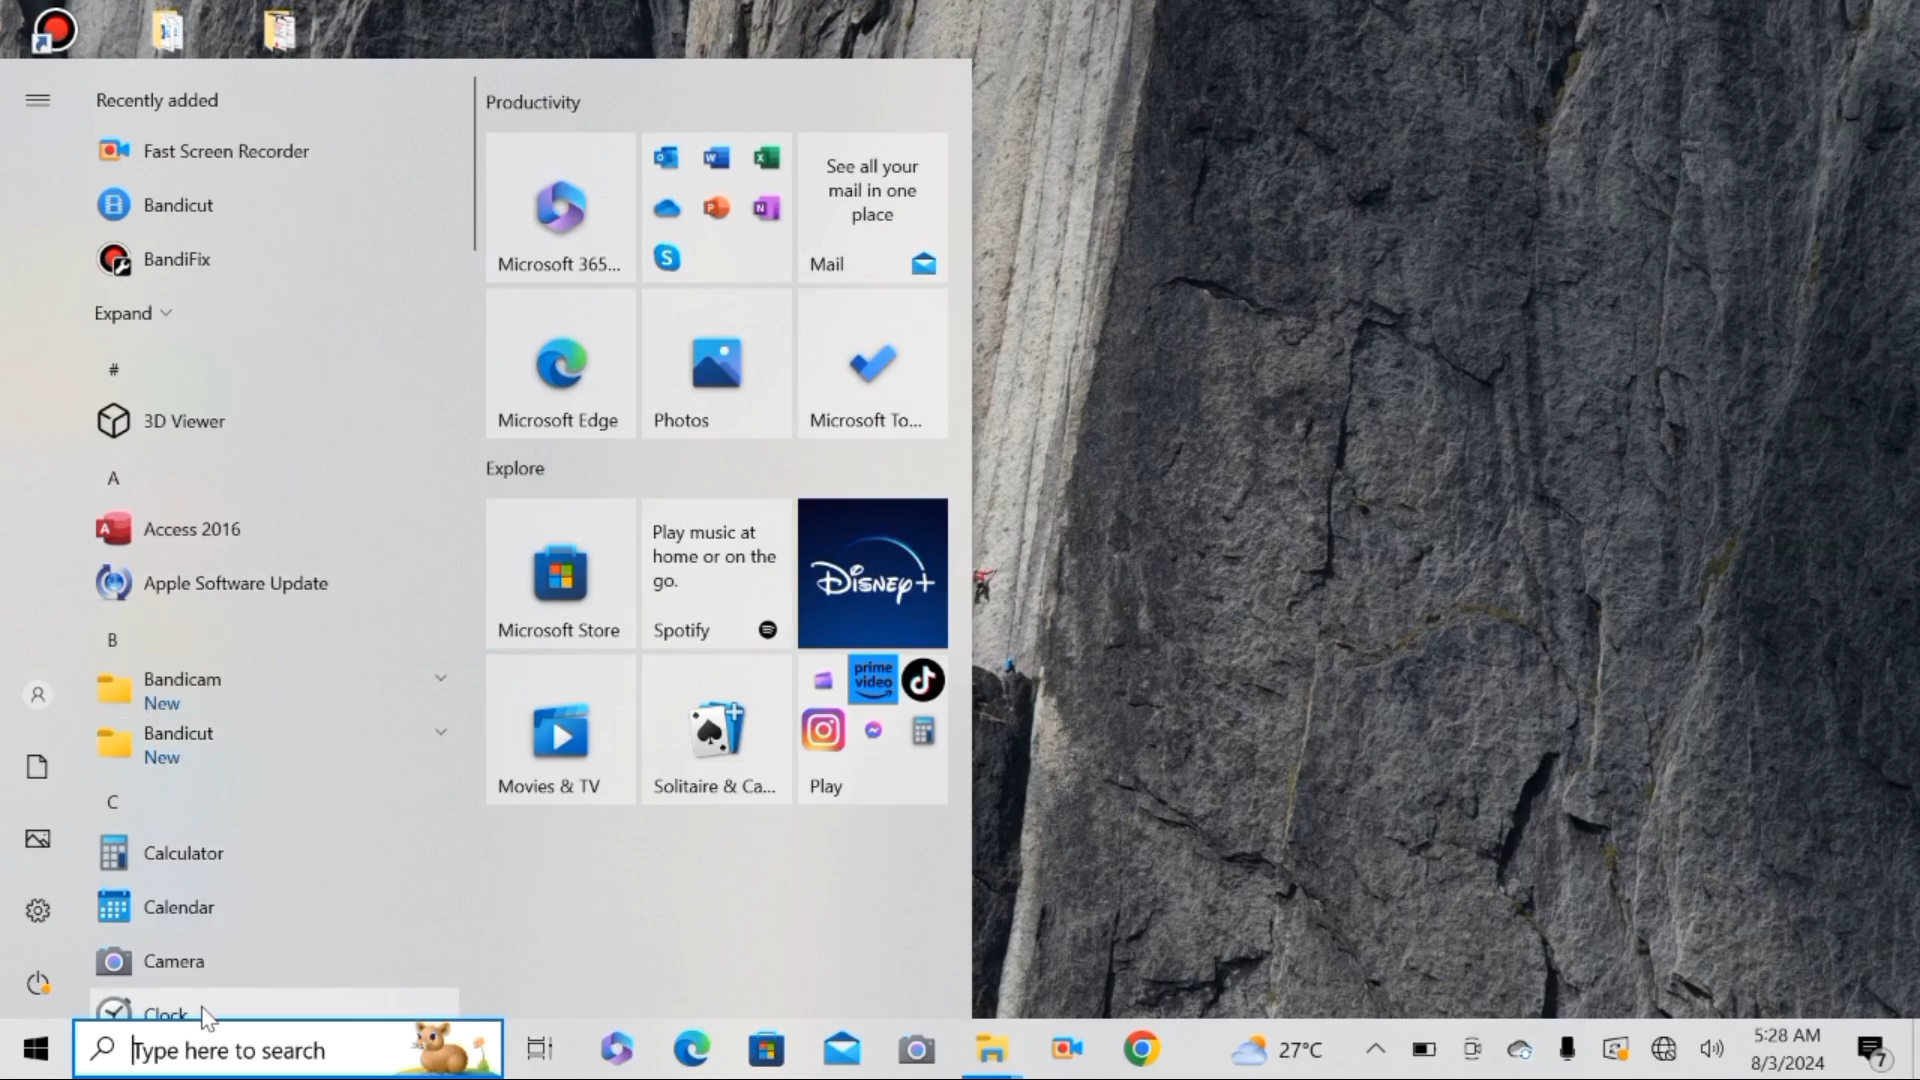 Recently added
Fast Screen Recorder
Bandicut
BandiFix
Expand
#
3D Viewer
A
Access 2016
Apple Software Update
B
Bandicam
New
Bandicut
New
C
Calculator
Calendar
Camera
Clock
Productivity
Microsoft 365...
See all your
mail in one
place
Mail
Microsoft Edge
Photos
Microsoft To...
Explore
Microsoft Store
Play music at
home or on the
go.
Spotify
Disney+
Movies & TV
Solitaire & Ca...
prime
video
Play
Type here to search
27°C
5:28 AM
8/3/2024
7